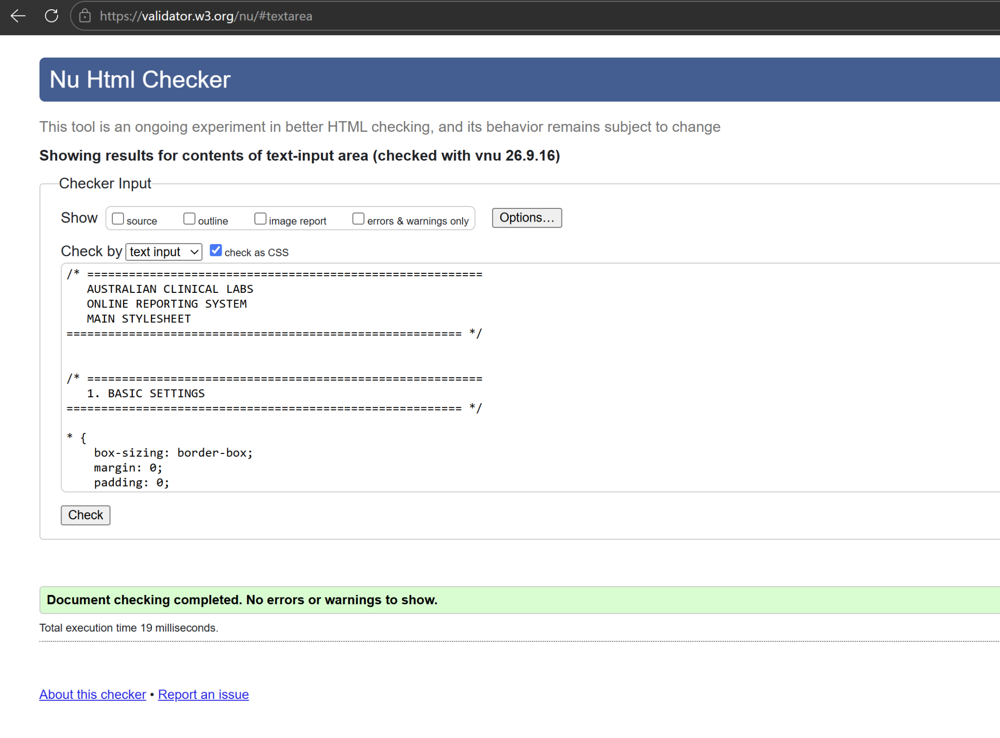 https://validator.w3.org/nu/#textarea
Nu Html Checker
This tool is an ongoing experiment in better HTML checking, and its behavior remains subject to change
Showing results for contents of text-input area (checked with vnu 26.9.16)
Checker Input
Show source outline image report errors & warnings only Options...
Check by text input check as CSS
/* =========================================================
AUSTRALIAN CLINICAL LABS
ONLINE REPORTING SYSTEM
MAIN STYLESHEET
========================================================= */
/* =========================================================
1. BASIC SETTINGS
========================================================= */
* {
box-sizing: border-box;
margin: 0;
padding: 0;
Check
Document checking completed. No errors or warnings to show.
Total execution time 19 milliseconds.
About this checker • Report an issue